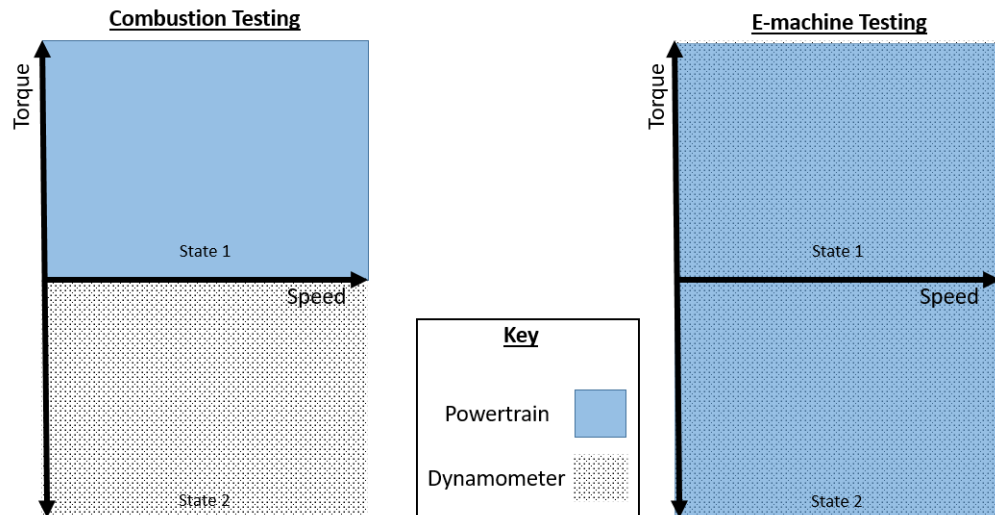 Combustion Testing
Torque
State 1
Speed
State 2
Key
Powertrain
Dynamometer
E-machine Testing
Torque
State 1
Speed
State 2